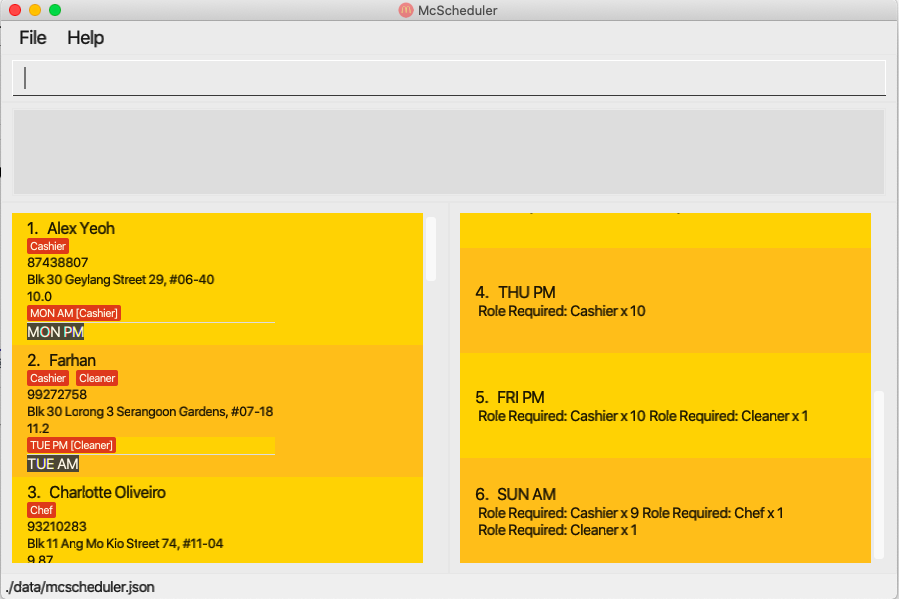 McScheduler
File Help
1. Alex Yeoh
Cashier
87438807
Blk 30 Geylang Street 29, #06-40
10.0
MON AM [Cashier]
MON PM
2. Farhan
Cashier Cleaner
99272758
Blk 30 Lorong 3 Serangoon Gardens, #07-18
11.2
TUE PM [Cleaner]
TUE AM
3. Charlotte Oliveiro
Chef
93210283
Blk 11 Ang Mo Kio Street 74, #11-04
9.87
4. THU PM
Role Required: Cashier x 10
5. FRI PM
Role Required: Cashier x 10 Role Required: Cleaner x 1
6. SUN AM
Role Required: Cashier x 9 Role Required: Chef x 1
Role Required: Cleaner x 1
./data/mcscheduler.json